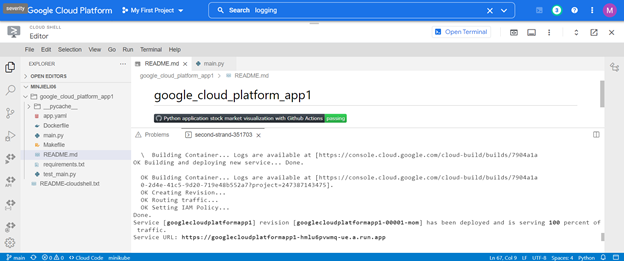 severity
Google Cloud Platform My First Project Search logging 3 M
CLOUD SHELL
Editor
Open Terminal
File Edit Selection View Go Run Terminal Help
EXPLORER
OPEN EDITORS
MINJIELI06
google_cloud_platform_app1
__pycache__
app.yaml
Dockerfile
main.py
Makefile
README.md
requirements.txt
test_main.py
README-cloudshell.txt
README.md main.py
google_cloud_platform_app1 > README.md
google_cloud_platform_app1
Python application stock market visualization with Github Actions passing
Problems second-strand-351703
\ Building Container... Logs are available at [https://console.cloud.google.com/cloud-build/builds/7904a1a
OK Building and deploying new service... Done.
OK Building Container... Logs are available at [https://console.cloud.google.com/cloud-build/builds/7904a1a
0-2d4e-41c5-9d20-719e48b552a7?project=247387143475].
OK Creating Revision...
OK Routing traffic...
OK Setting IAM Policy...
Done.
Service [googlecloudplatformapp1] revision [googlecloudplatformapp1-00001-mom] has been deployed and is serving 100 percent of
traffic.
Service URL: https://googlecloudplatformapp1-hmlu6pvwmq-ue.a.run.app
main 0 0 Cloud Code minikube Ln 67, Col 9 LF UTF-8 Spaces: 4 Python